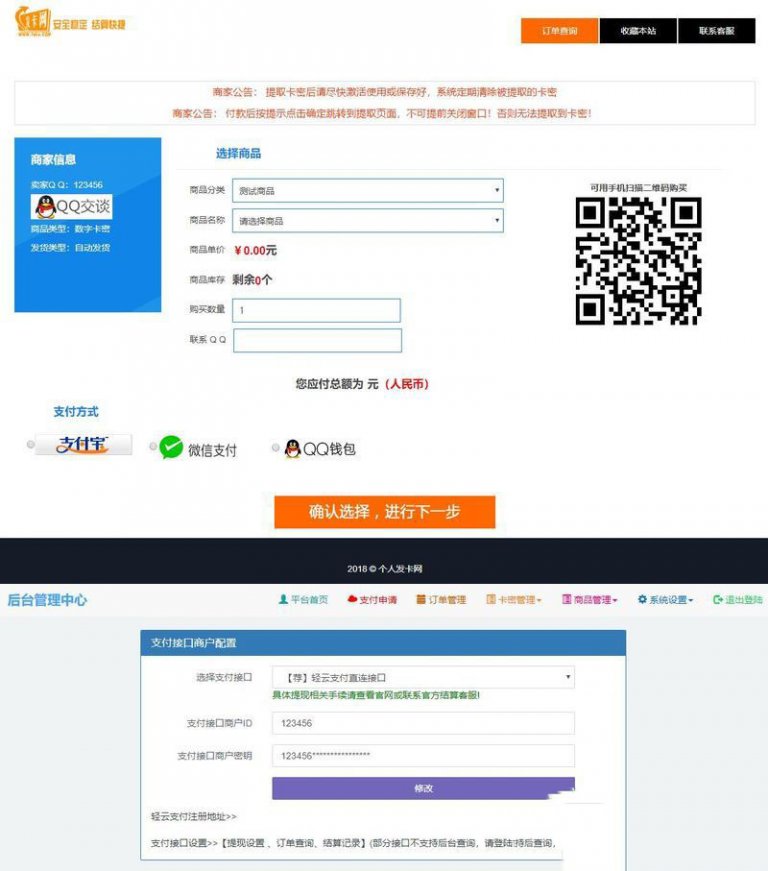 发卡网
安全稳定 结算快捷
订单查询 收藏本站 联系客服
商家公告： 提取卡密后请尽快激活使用或保存好，系统定期清除被提取的卡密
商家公告： 付款后按提示点击确定跳转到提取页面，不可提前关闭窗口！否则无法提取到卡密！
商家信息
卖家Q Q：123456
QQ交谈
商品类型：数字卡密
发货类型：自动发货
选择商品
商品分类 测试商品
商品名称 请选择商品
商品单价 ￥0.00元
商品库存 剩余0个
购买数量 1
联系 Q Q
可用手机扫描二维码购买
您应付总额为 元（人民币）
支付方式
支付宝 微信支付 QQ钱包
确认选择，进行下一步
2018 © 个人发卡网
后台管理中心 平台首页 支付申请 订单管理 卡密管理 商品管理 系统设置 退出登陆
支付接口商户配置
选择支付接口 【荐】轻云支付直连接口
具体提现相关手续请查看官网或联系官方结算客服!
支付接口商户ID 123456
支付接口商户密钥 123456****************
修改
轻云支付注册地址>>
支付接口设置>>【提现设置 、订单查询、结算记录】(部分接口不支持后台查询，请登陆 持后查询，